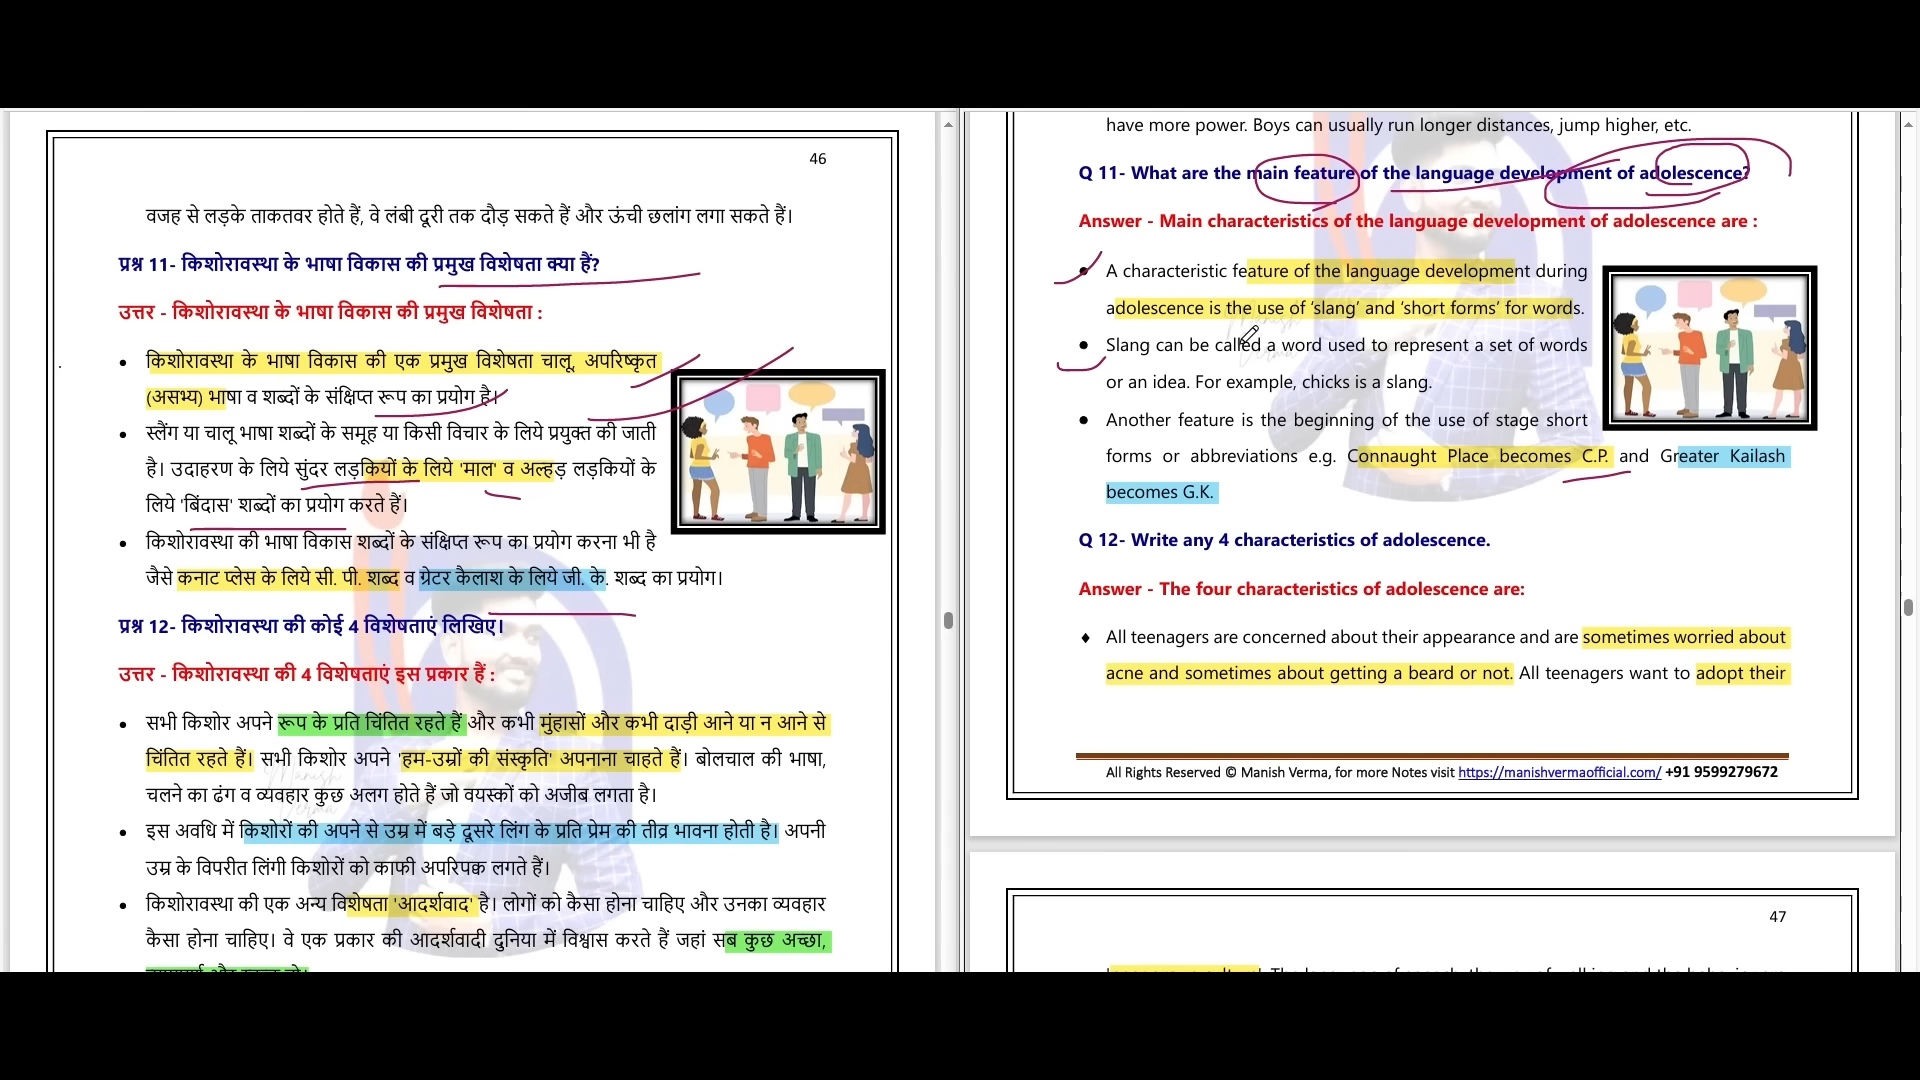 46
वजह से लड़के ताकतवर होते हैं, वे लंबी दूरी तक दौड़ सकते हैं और ऊंची छलांग लगा सकते हैं।
प्रश्न 11- किशोरावस्था के भाषा विकास की प्रमुख विशेषता क्या हैं?
उत्तर - किशोरावस्था के भाषा विकास की प्रमुख विशेषता :
• किशोरावस्था के भाषा विकास की एक प्रमुख विशेषता चालू, अपरिष्कृत
(असभ्य) भाषा व शब्दों के संक्षिप्त रूप का प्रयोग है।
• स्लैंग या चालू भाषा शब्दों के समूह या किसी विचार के लिये प्रयुक्त की जाती
है। उदाहरण के लिये सुंदर लड़कियों के लिये 'माल' व अल्हड़ लड़कियों के
लिये 'बिंदास' शब्दों का प्रयोग करते हैं।
• किशोरावस्था की भाषा विकास शब्दों के संक्षिप्त रूप का प्रयोग करना भी है
जैसे कनाट प्लेस के लिये सी. पी. शब्द व ग्रेटर कैलाश के लिये जी. के. शब्द का प्रयोग।
प्रश्न 12- किशोरावस्था की कोई 4 विशेषताएं लिखिए।
उत्तर - किशोरावस्था की 4 विशेषताएं इस प्रकार हैं :
• सभी किशोर अपने रूप के प्रति चिंतित रहते हैं और कभी मुंहासों और कभी दाड़ी आने या न आने से
चिंतित रहते हैं। सभी किशोर अपने 'हम-उम्रों की संस्कृति' अपनाना चाहते हैं। बोलचाल की भाषा,
चलने का ढंग व व्यवहार कुछ अलग होते हैं जो वयस्कों को अजीब लगता है।
• इस अवधि में किशोरों की अपने से उम्र में बड़े दूसरे लिंग के प्रति प्रेम की तीव्र भावना होती है। अपनी
उम्र के विपरीत लिंगी किशोरों को काफी अपरिपक्व लगते हैं।
• किशोरावस्था की एक अन्य विशेषता 'आदर्शवाद' है। लोगों को कैसा होना चाहिए और उनका व्यवहार
कैसा होना चाहिए। वे एक प्रकार की आदर्शवादी दुनिया में विश्वास करते हैं जहां सब कुछ अच्छा,
Manish
Verma
have more power. Boys can usually run longer distances, jump higher, etc.
Q 11- What are the main feature of the language development of adolescence?
Answer - Main characteristics of the language development of adolescence are :
• A characteristic feature of the language development during
adolescence is the use of ‘slang’ and ‘short forms’ for words.
• Slang can be called a word used to represent a set of words
or an idea. For example, chicks is a slang.
• Another feature is the beginning of the use of stage short
forms or abbreviations e.g. Connaught Place becomes C.P. and Greater Kailash
becomes G.K.
Q 12- Write any 4 characteristics of adolescence.
Answer - The four characteristics of adolescence are:
♦ All teenagers are concerned about their appearance and are sometimes worried about
acne and sometimes about getting a beard or not. All teenagers want to adopt their
All Rights Reserved © Manish Verma, for more Notes visit https://manishvermaofficial.com/ +91 9599279672
Manish
Verma
47